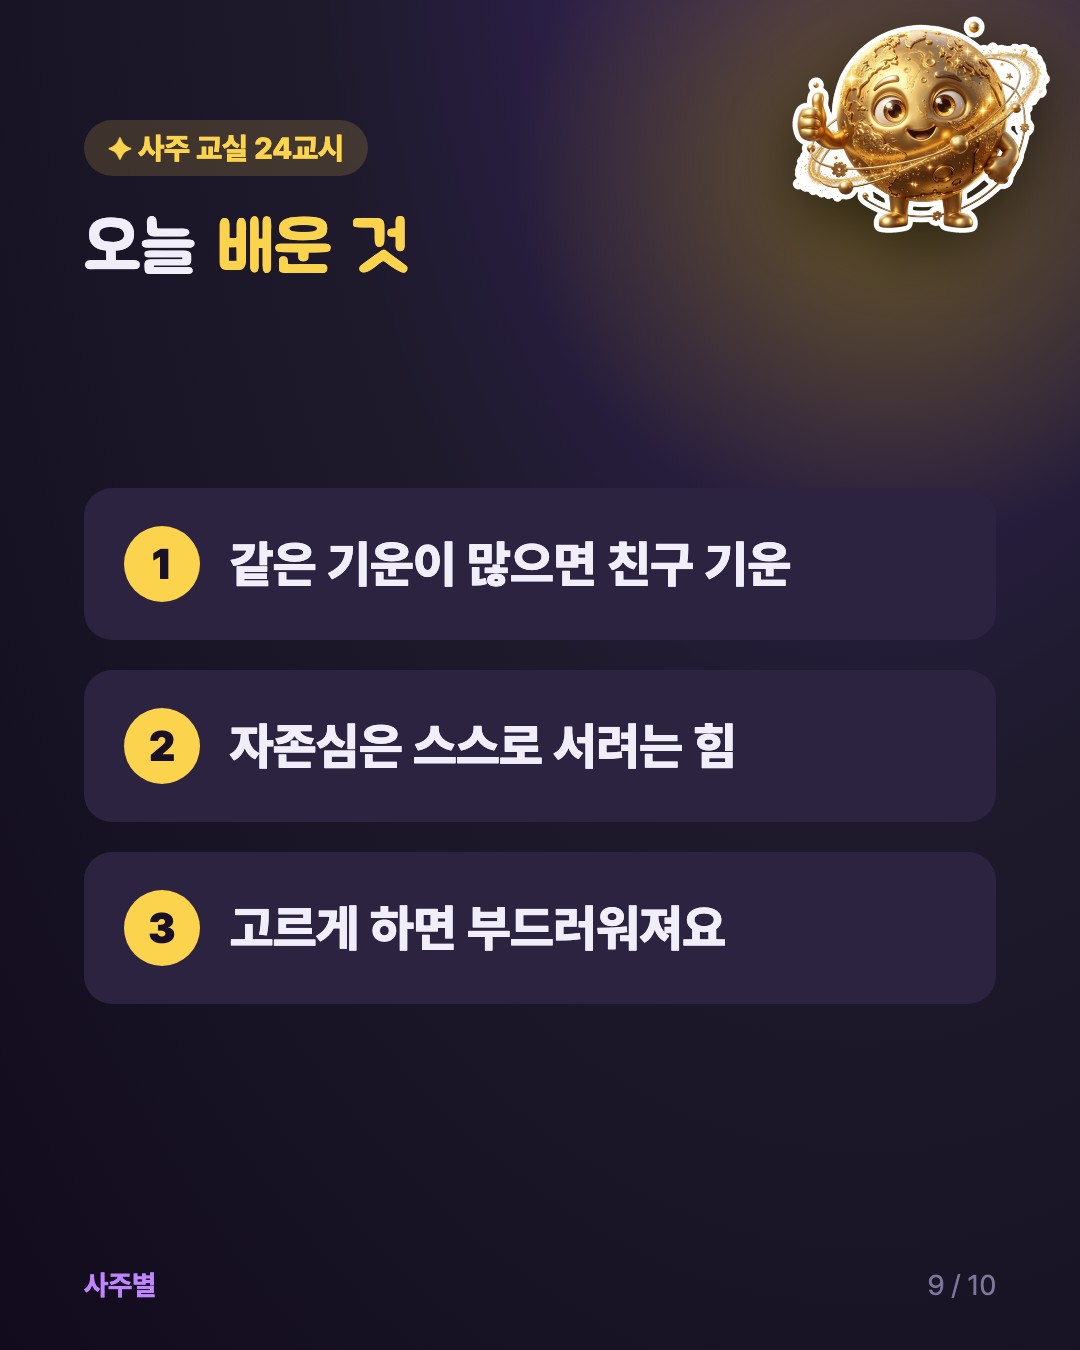 ✦ 사주 교실 24교시
오늘 배운 것
1 같은 기운이 많으면 친구 기운
2 자존심은 스스로 서려는 힘
3 고르게 하면 부드러워져요
사주별
9 / 10